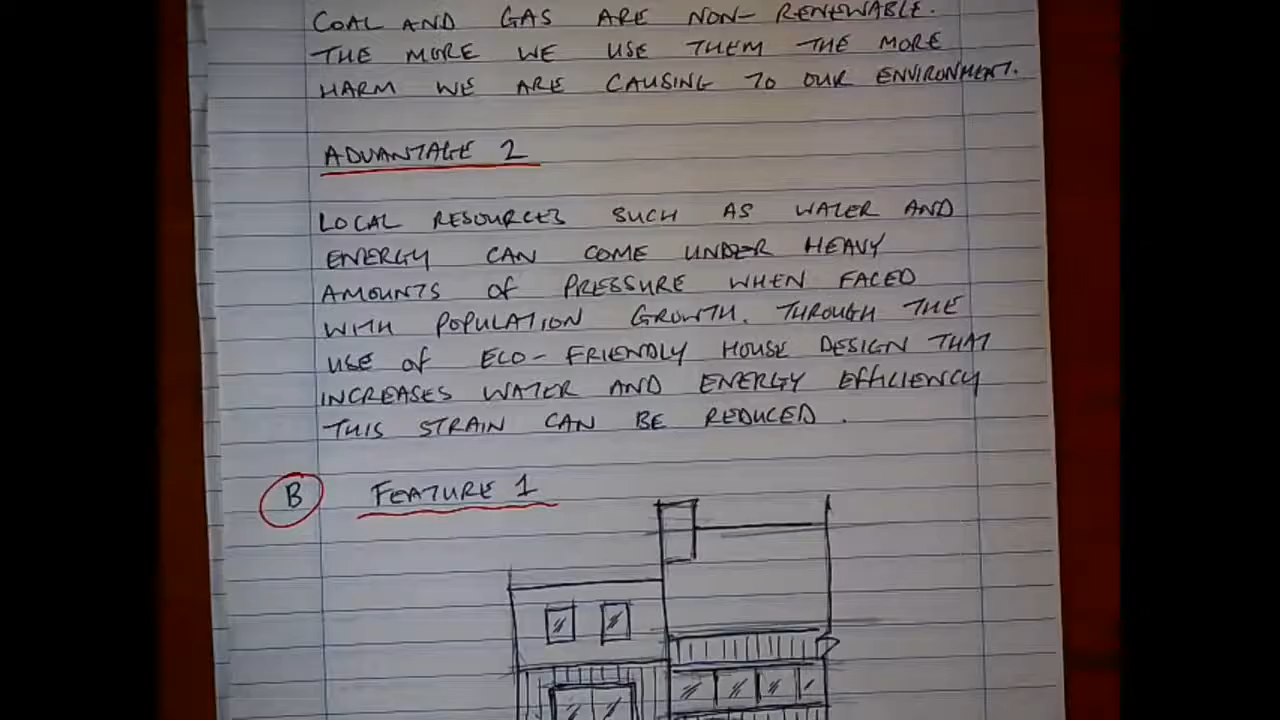 COAL AND GAS ARE NON-RENEWABLE.
THE MORE WE USE THEM THE MORE
HARM WE ARE CAUSING TO OUR ENVIRONMENT.
ADVANTAGE 2
LOCAL RESOURCES SUCH AS WATER AND
ENERGY CAN COME UNDER HEAVY
AMOUNTS OF PRESSURE WHEN FACED
WITH POPULATION GROWTH. THROUGH THE
USE OF ECO-FRIENDLY HOUSE DESIGN THAT
INCREASES WATER AND ENERGY EFFICIENCY
THIS STRAIN CAN BE REDUCED.
B FEATURE 1